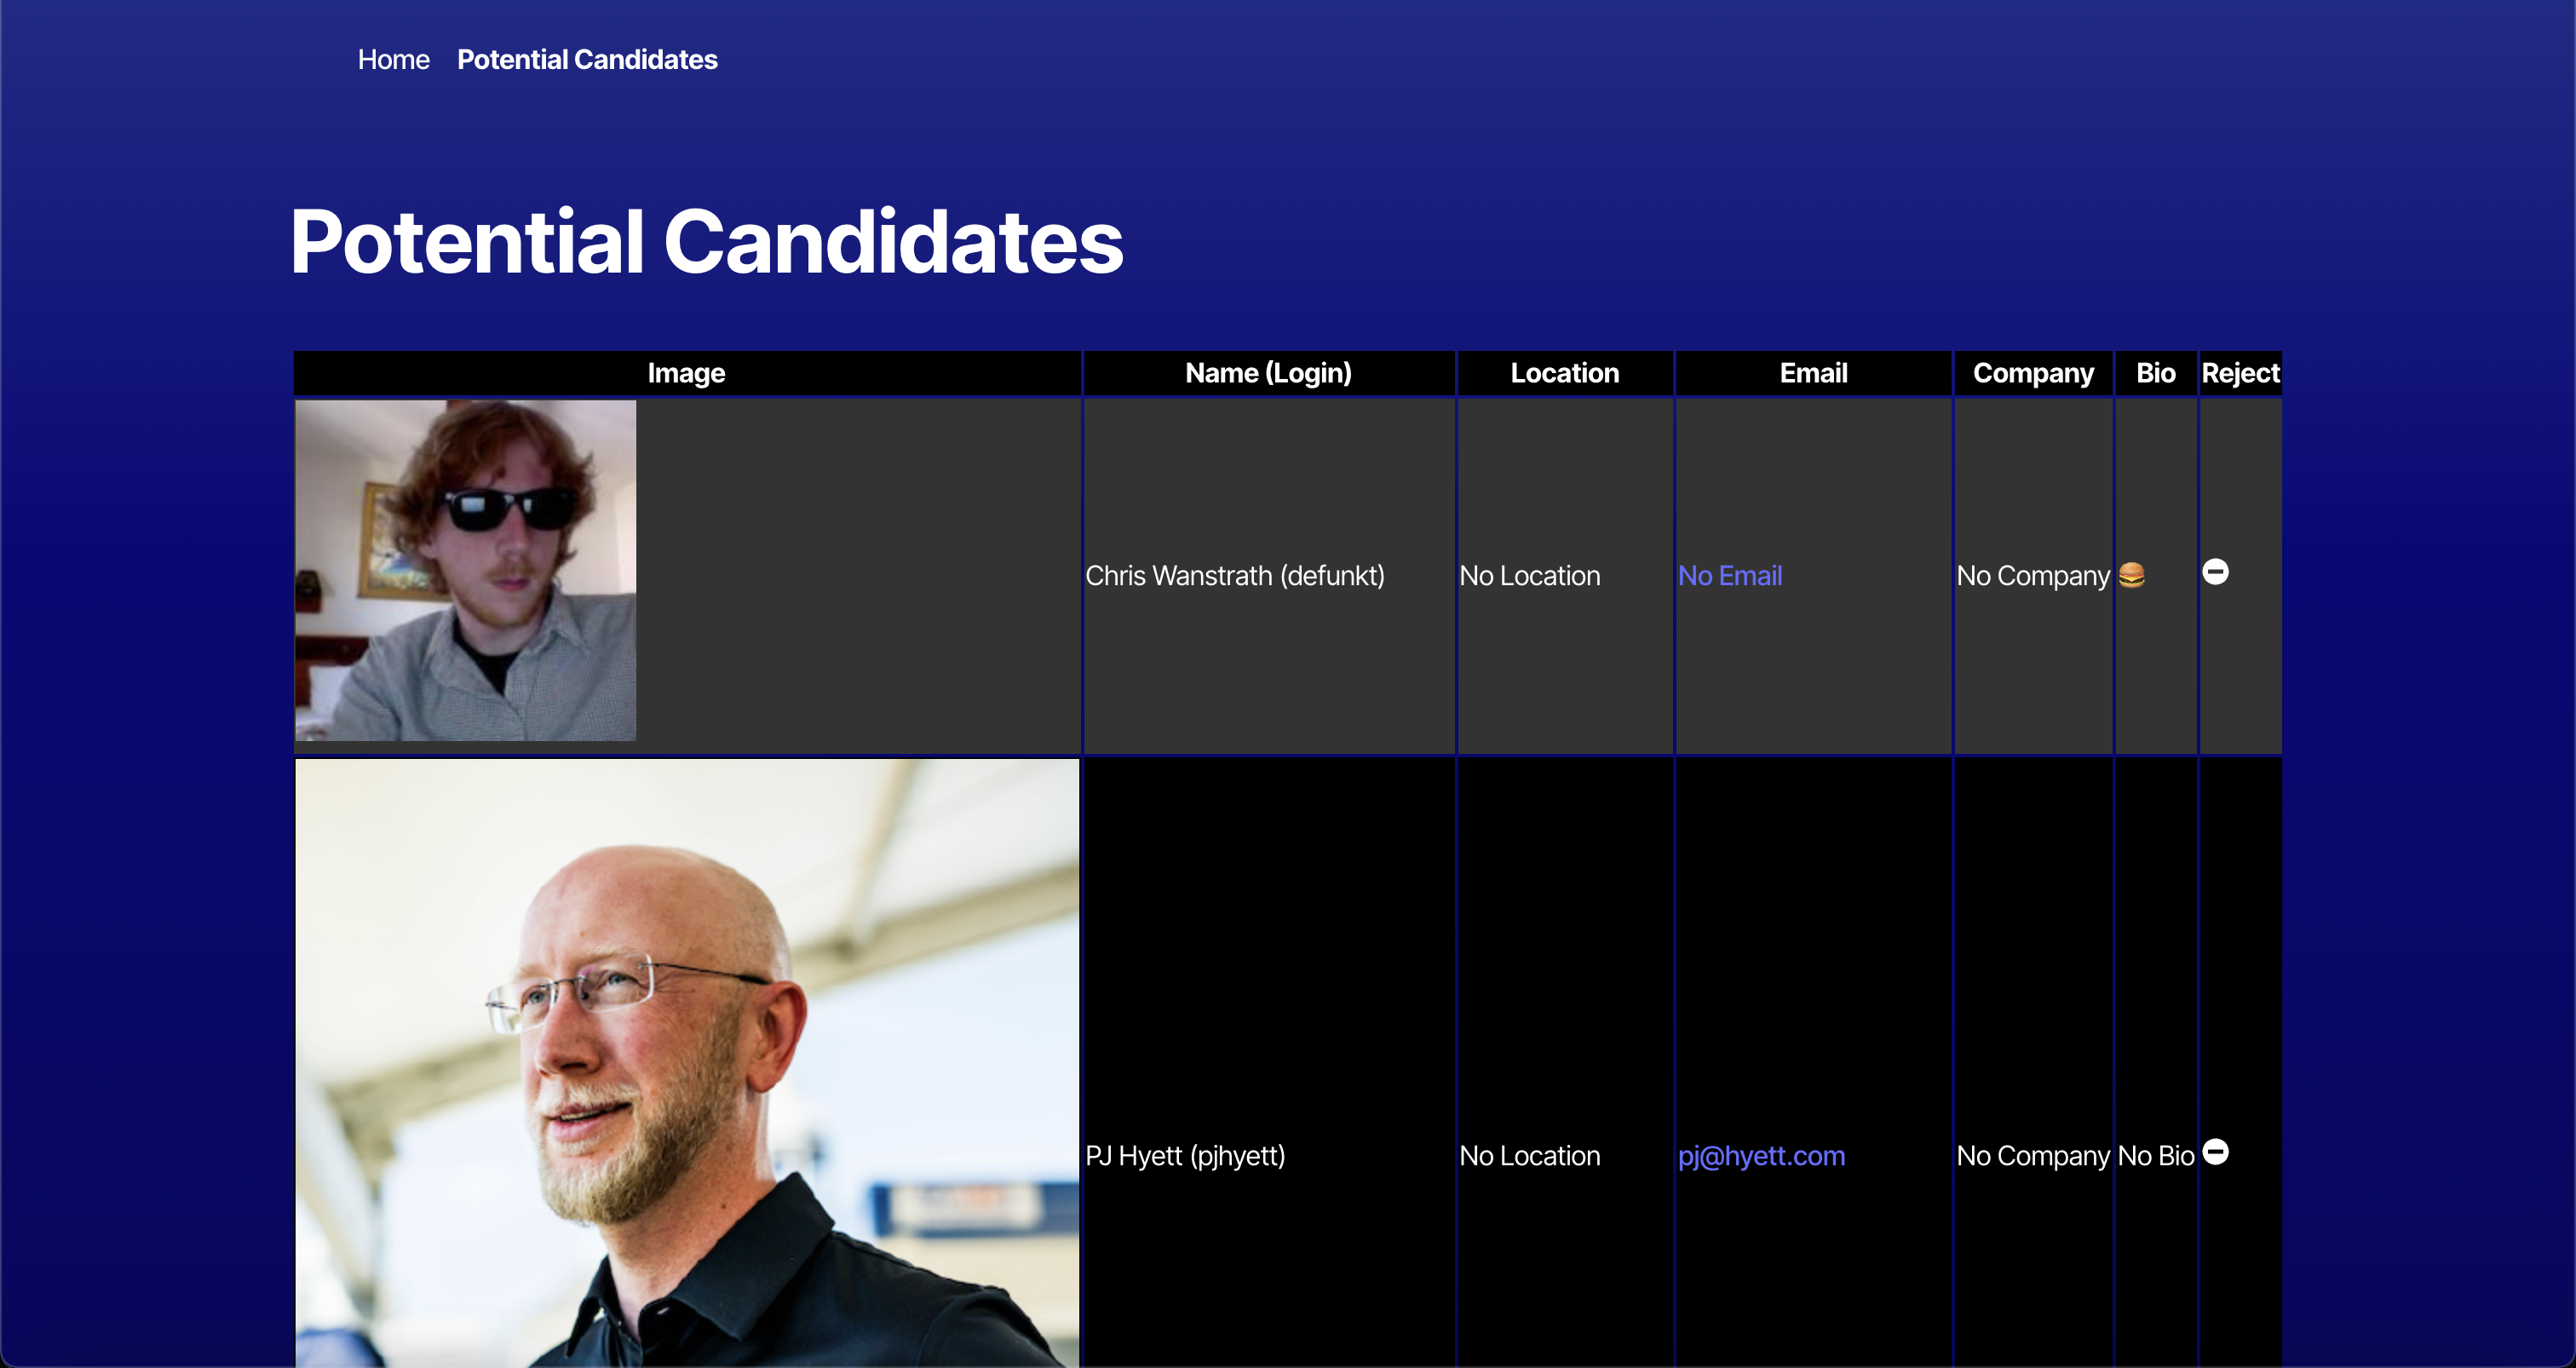 Home Potential Candidates
Potential Candidates
Image Name (Login) Location Email Company Bio Reject
Chris Wanstrath (defunkt) No Location No Email No Company 🍔
PJ Hyett (pjhyett) No Location pj@hyett.com No Company No Bio